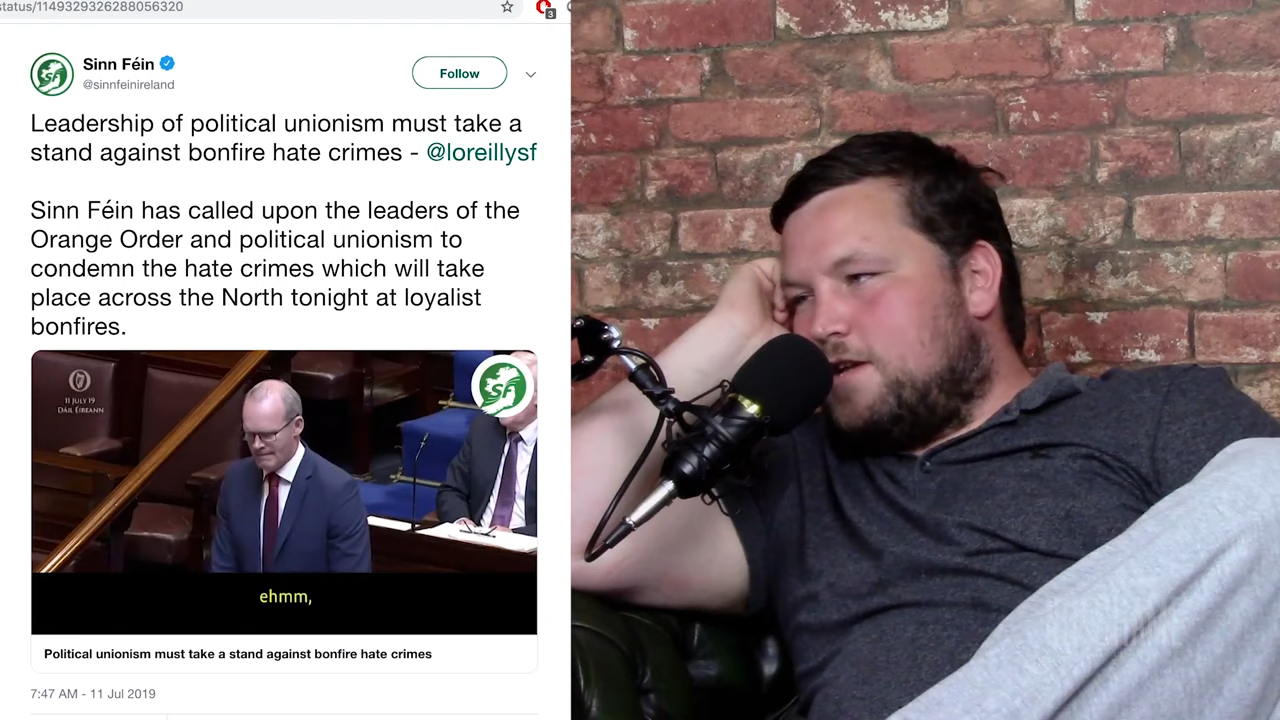 status/1149329326288056320
3
Sinn Féin
@sinnfeinireland
Follow
Leadership of political unionism must take a
stand against bonfire hate crimes - @loreillysf
Sinn Féin has called upon the leaders of the
Orange Order and political unionism to
condemn the hate crimes which will take
place across the North tonight at loyalist
bonfires.
11 JULY 19
DÁIL ÉIREANN
SF
SF
ehmm,
Political unionism must take a stand against bonfire hate crimes
7:47 AM - 11 Jul 2019